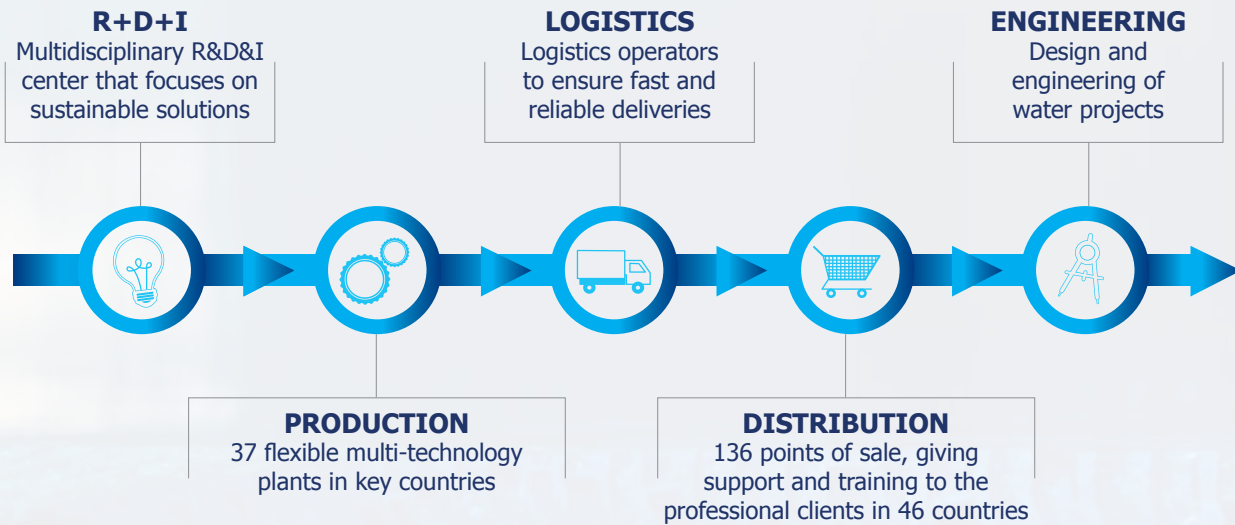 R+D+I
Multidisciplinary R&D&I
center that focuses on
sustainable solutions
PRODUCTION
37 flexible multi-technology
plants in key countries
LOGISTICS
Logistics operators
to ensure fast and
reliable deliveries
DISTRIBUTION
136 points of sale, giving
support and training to the
professional clients in 46 countries
ENGINEERING
Design and
engineering of
water projects